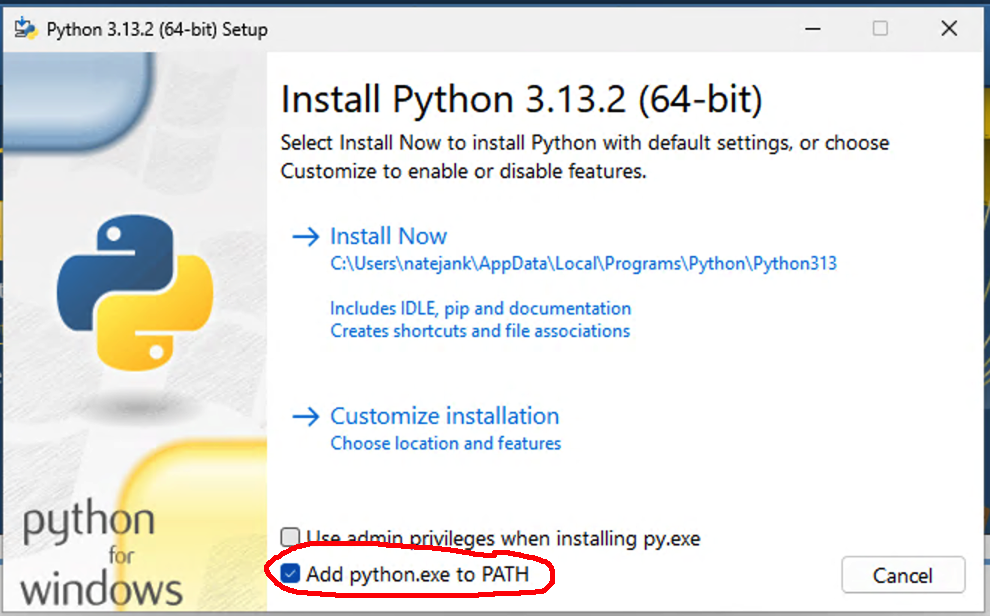 Python 3.13.2 (64-bit) Setup
Install Python 3.13.2 (64-bit)
Select Install Now to install Python with default settings, or choose
Customize to enable or disable features.
Install Now
C:\Users\natejank\AppData\Local\Programs\Python\Python313
Includes IDLE, pip and documentation
Creates shortcuts and file associations
Customize installation
Choose location and features
Use admin privileges when installing py.exe
Add python.exe to PATH
Cancel
python
for
windows